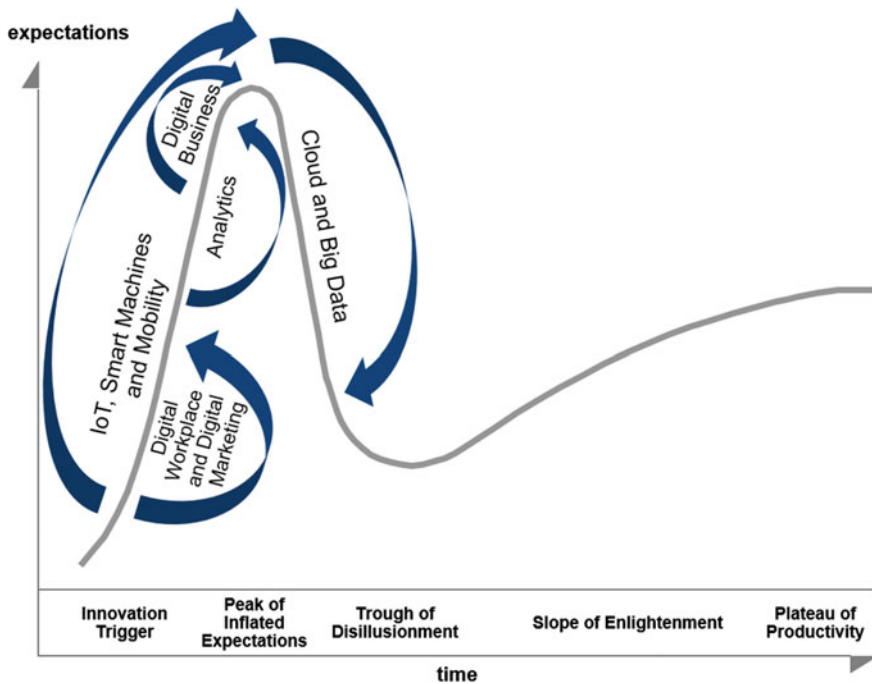 expectations
Digital
Business
Analytics
Cloud and Big Data
IoT, Smart Machines
and Mobility
Digital
Workplace
and Digital
Marketing
Innovation
Trigger
Peak of
Inflated
Expectations
Trough of
Disillusionment
Slope of Enlightenment
Plateau of
Productivity
time